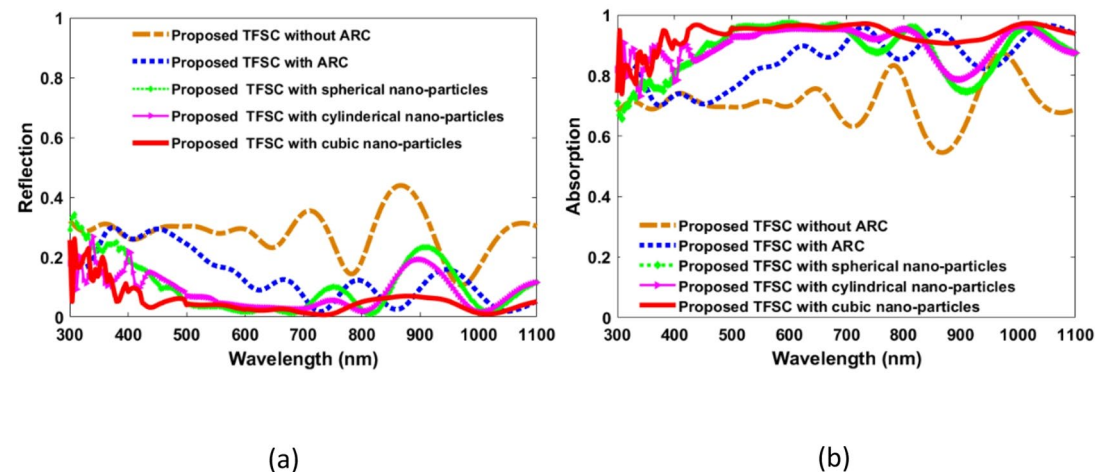 Reflection
1
0.8
0.6
0.4
0.2
0
Proposed TFSC without ARC
Proposed TFSC with ARC
Proposed TFSC with spherical nano-particles
Proposed TFSC with cylinderical nano-particles
Proposed TFSC with cubic nano-particles
300 400 500 600 700 800 900 1000 1100
Wavelength (nm)
(a)
Absorption
1
0.8
0.6
0.4
0.2
0
Proposed TFSC without ARC
Proposed TFSC with ARC
Proposed TFSC with spherical nano-particles
Proposed TFSC with cylindrical nano-particles
Proposed TFSC with cubic nano-particles
300 400 500 600 700 800 900 1000 1100
Wavelength (nm)
(b)